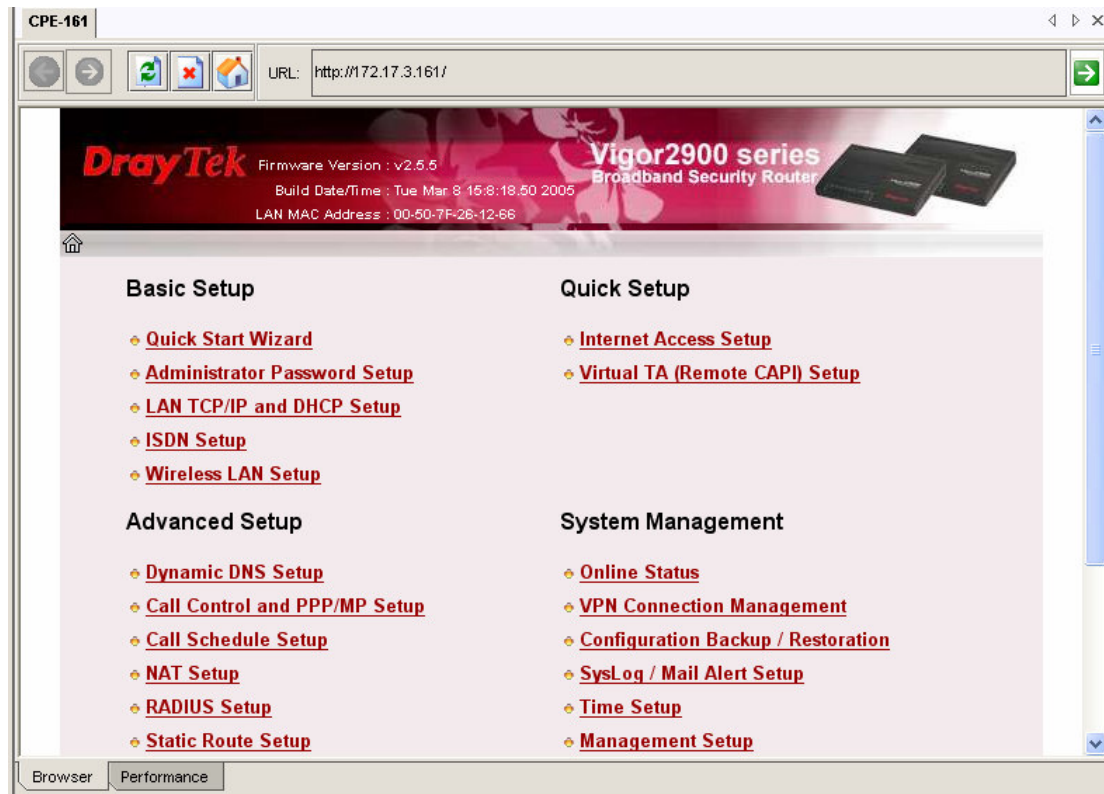 CPE-161
URL: http://172.17.3.161/
DrayTek
Firmware Version : v2.5.5
Build Date/Time : Tue Mar 8 15:8:18.50 2005
LAN MAC Address : 00-50-7F-26-12-66
Vigor2900 series
Broadband Security Router
Basic Setup
Quick Start Wizard
Administrator Password Setup
LAN TCP/IP and DHCP Setup
ISDN Setup
Wireless LAN Setup
Quick Setup
Internet Access Setup
Virtual TA (Remote CAPI) Setup
Advanced Setup
Dynamic DNS Setup
Call Control and PPP/MP Setup
Call Schedule Setup
NAT Setup
RADIUS Setup
Static Route Setup
System Management
Online Status
VPN Connection Management
Configuration Backup / Restoration
SysLog / Mail Alert Setup
Time Setup
Management Setup
Browser
Performance